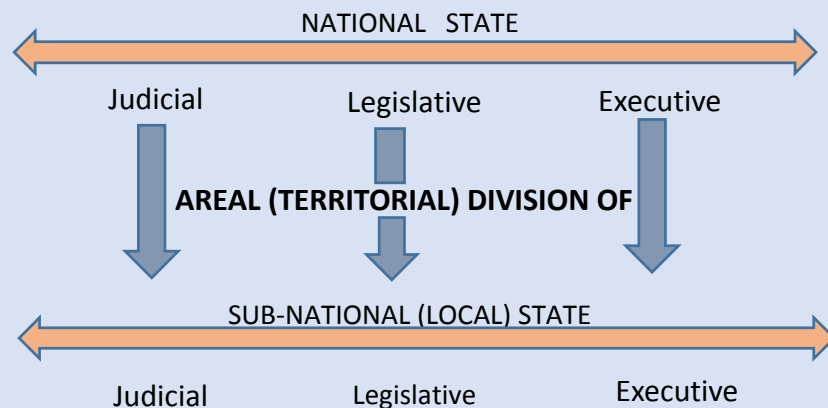 NATIONAL STATE
Judicial Legislative Executive
AREAL (TERRITORIAL) DIVISION OF
SUB-NATIONAL (LOCAL) STATE
Judicial Legislative Executive